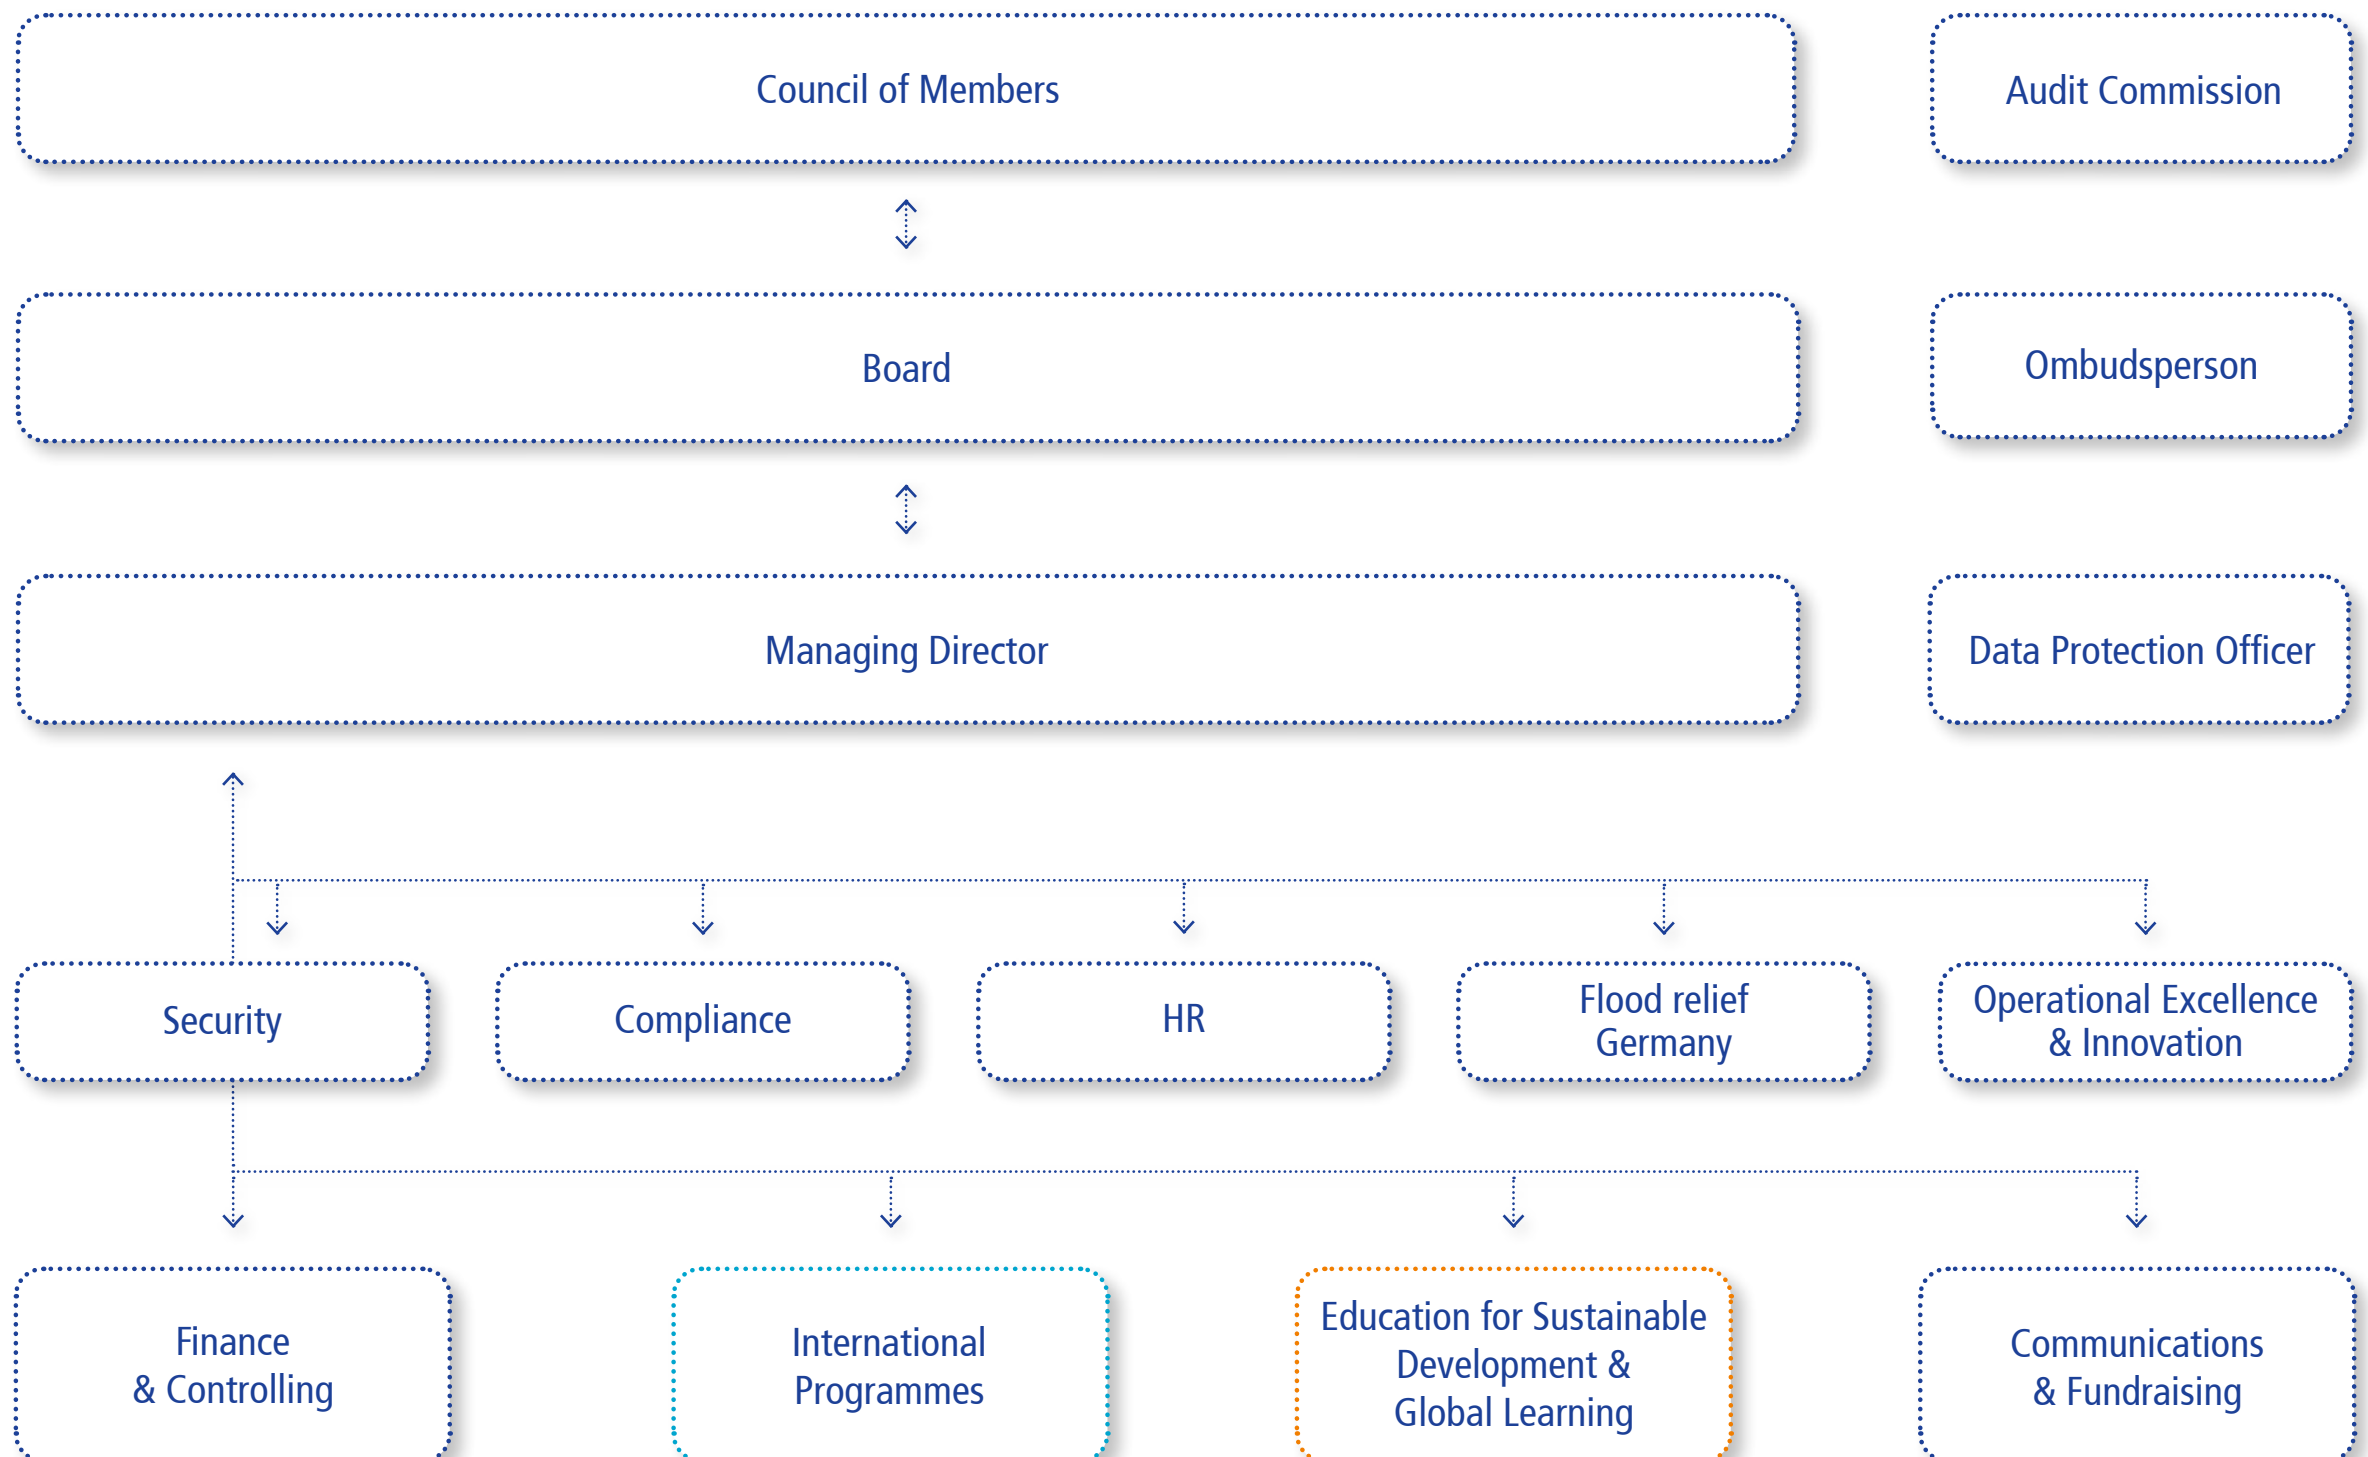 Council of Members
Audit Commission
Board
Ombudsperson
Managing Director
Data Protection Officer
Security
Compliance
HR
Flood relief
Germany
Operational Excellence
& Innovation
Finance
& Controlling
International
Programmes
Education for Sustainable
Development &
Global Learning
Communications
& Fundraising